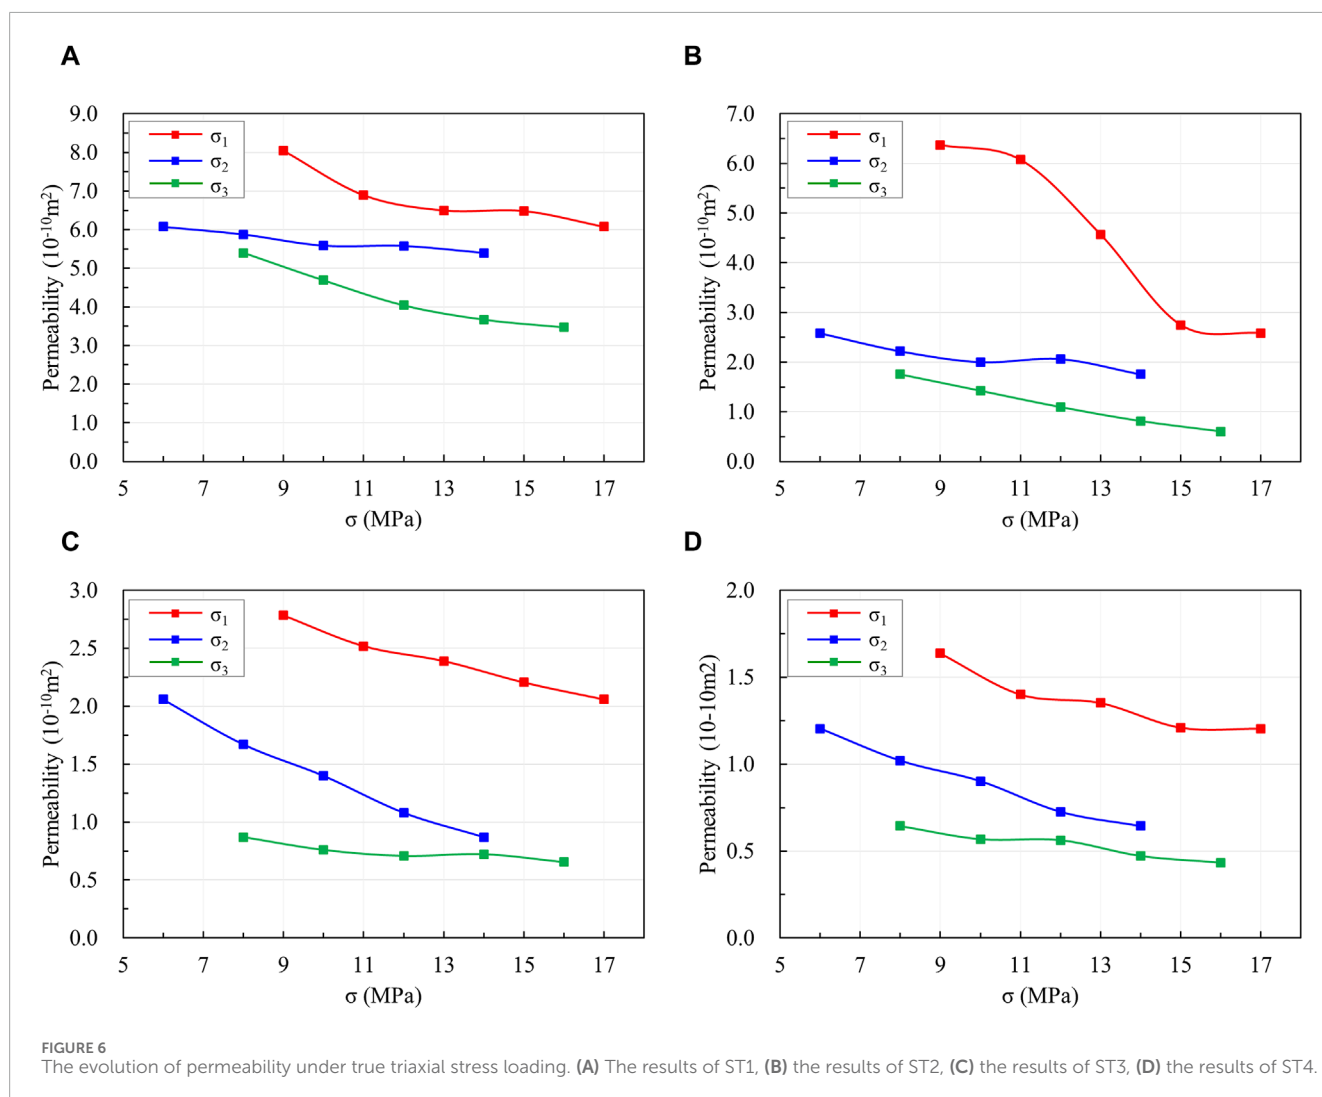 A
9.0
8.0
7.0
6.0
5.0
4.0
3.0
2.0
1.0
0.0
Permeability (10⁻¹⁰m²)
σ₁
σ₂
σ₃
5 7 9 11 13 15 17
σ (MPa)
B
7.0
6.0
5.0
4.0
3.0
2.0
1.0
0.0
Permeability (10⁻¹⁰m²)
σ₁
σ₂
σ₃
5 7 9 11 13 15 17
σ (MPa)
C
3.0
2.5
2.0
1.5
1.0
0.5
0.0
Permeability (10⁻¹⁰m²)
σ₁
σ₂
σ₃
5 7 9 11 13 15 17
σ (MPa)
D
2.0
1.5
1.0
0.5
0.0
Permeability (10-10m2)
σ₁
σ₂
σ₃
5 7 9 11 13 15 17
σ (MPa)
FIGURE 6
The evolution of permeability under true triaxial stress loading. (A) The results of ST1, (B) the results of ST2, (C) the results of ST3, (D) the results of ST4.